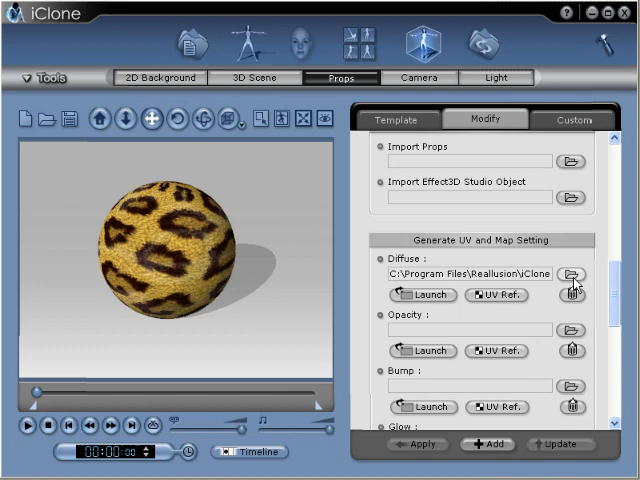 iClone
Tools
2D Background
3D Scene
Props
Camera
Light
Template
Modify
Custom
Import Props
Import Effect3D Studio Object
Generate UV and Map Setting
Diffuse :
C:\Program Files\Reallusion\iClone
Launch
UV Ref.
Opacity :
Launch
UV Ref.
Bump :
Launch
UV Ref.
Glow :
Apply
Add
Update
00:00:00
Timeline